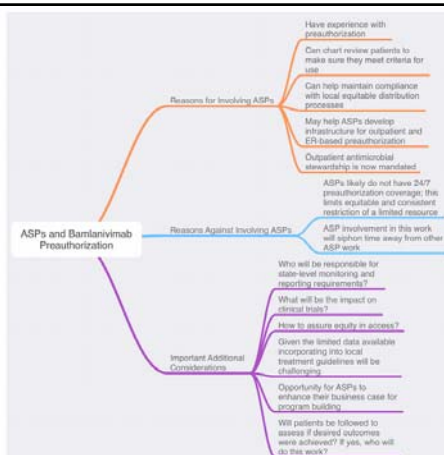 Have experience with
preauthorization
Can chart review patients to
make sure they meet criteria for
use
Reasons for Involving ASPs
Can help maintain compliance
with local equitable distribution
processes
May help ASPs develop
infrastructure for outpatient and
ER-based preauthorization
Outpatient antimicrobial
stewardship is now mandated
ASPs and Bamlanivimab
Preauthorization
ASPs likely do not have 24/7
preauthorization coverage; this
limits equitable and consistent
restriction of a limited resource
Reasons Against Involving ASPs
ASP involvement in this work
will siphon time away from other
ASP work
Who will be responsible for
state-level monitoring and
reporting requirements?
What will be the impact on
clinical trials?
How to assure equity in access?
Important Additional
Considerations
Given the limited data available
incorporating into local
treatment guidelines will be
challenging
Opportunity for ASPs to
enhance their business case for
program building
Will patients be followed to
assess if desired outcomes
were achieved? If yes, who will
do this work?